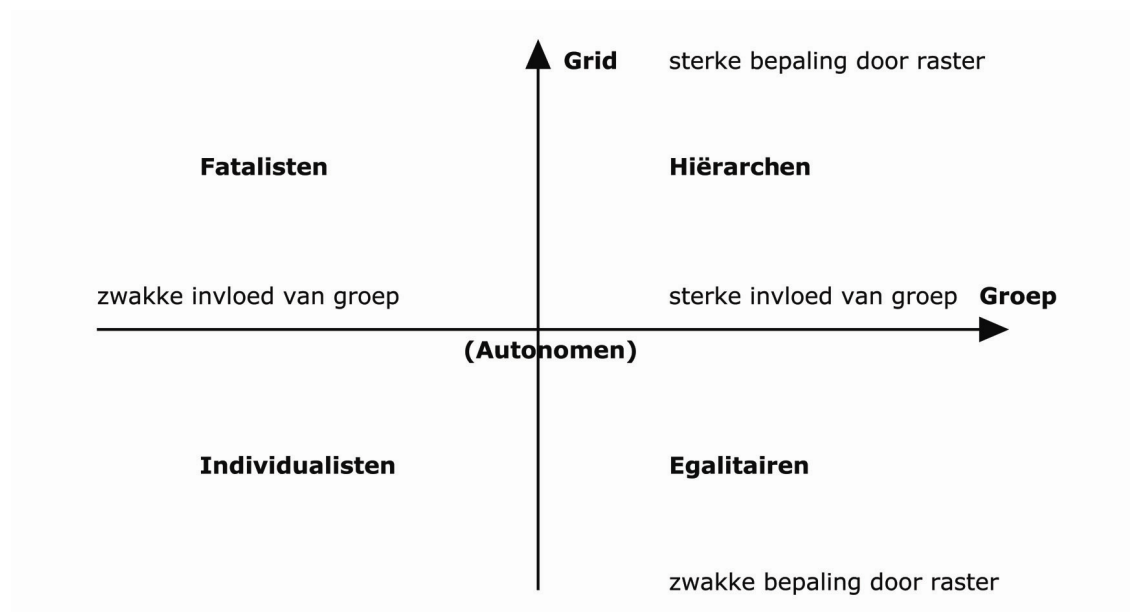 Grid sterke bepaling door raster
Fatalisten Hiërarchen
zwakke invloed van groep sterke invloed van groep Groep
(Autonomen)
Individualisten Egalitairen
zwakke bepaling door raster